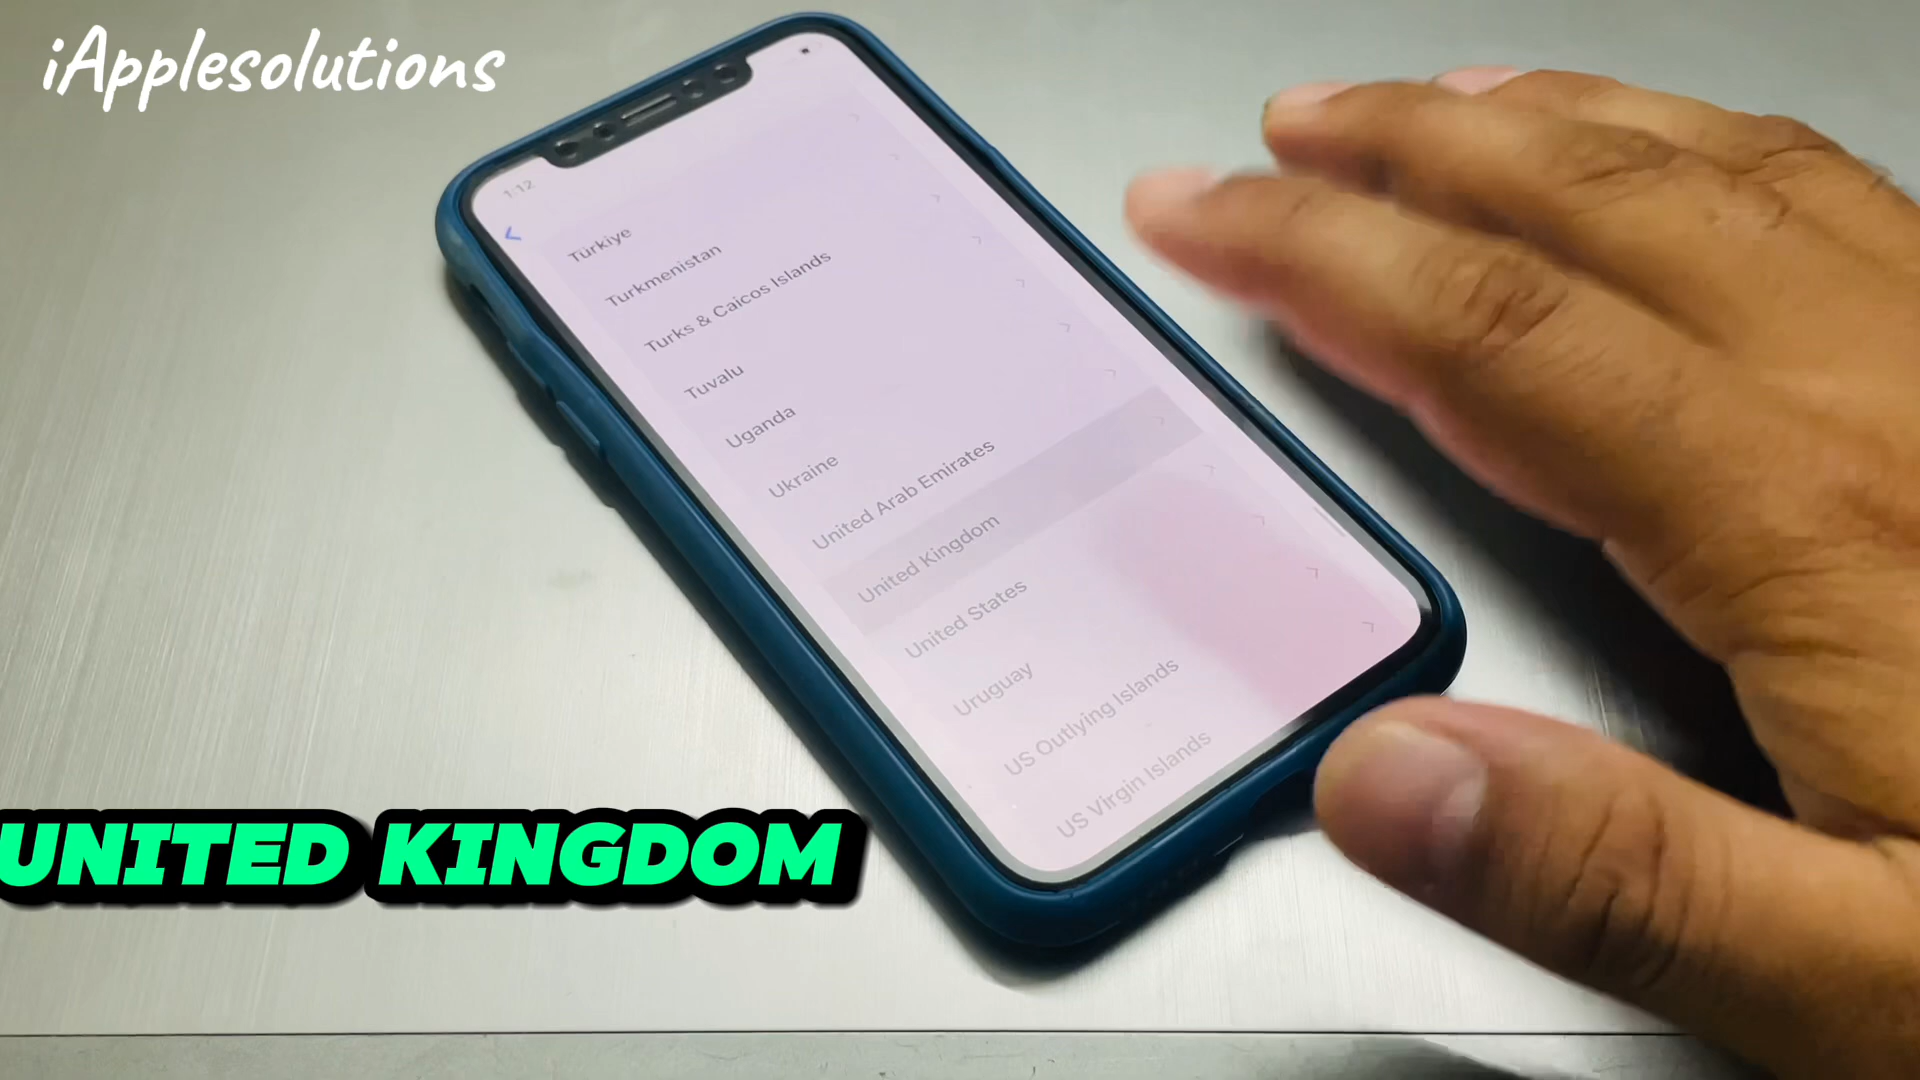 iApplesolutions
1:12
Türkiye
Turkmenistan
Turks & Caicos Islands
Tuvalu
Uganda
Ukraine
United Arab Emirates
United Kingdom
United States
Uruguay
US Outlying Islands
US Virgin Islands
UNITED KINGDOM